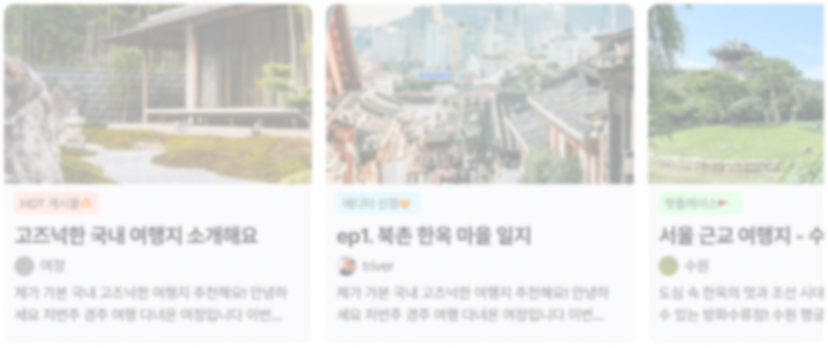 HOT 게시물🔥
고즈넉한 국내 여행지 소개해요
여정
제가 가본 국내 고즈넉한 여행지 추천해요! 안녕하
세요 저번주 경주 여행 다녀온 여정입니다 이번...
에디터 선정
ep1. 북촌 한옥 마을 일지
triver
제가 가본 국내 고즈넉한 여행지 추천해요! 안녕하
세요 저번주 경주 여행 다녀온 여정입니다 이번...
핫플레이스
서울 근교 여행지 - 수
수원
도심 속 한옥의 멋과 조선 시대
수 있는 방화수류정! 수원 행궁